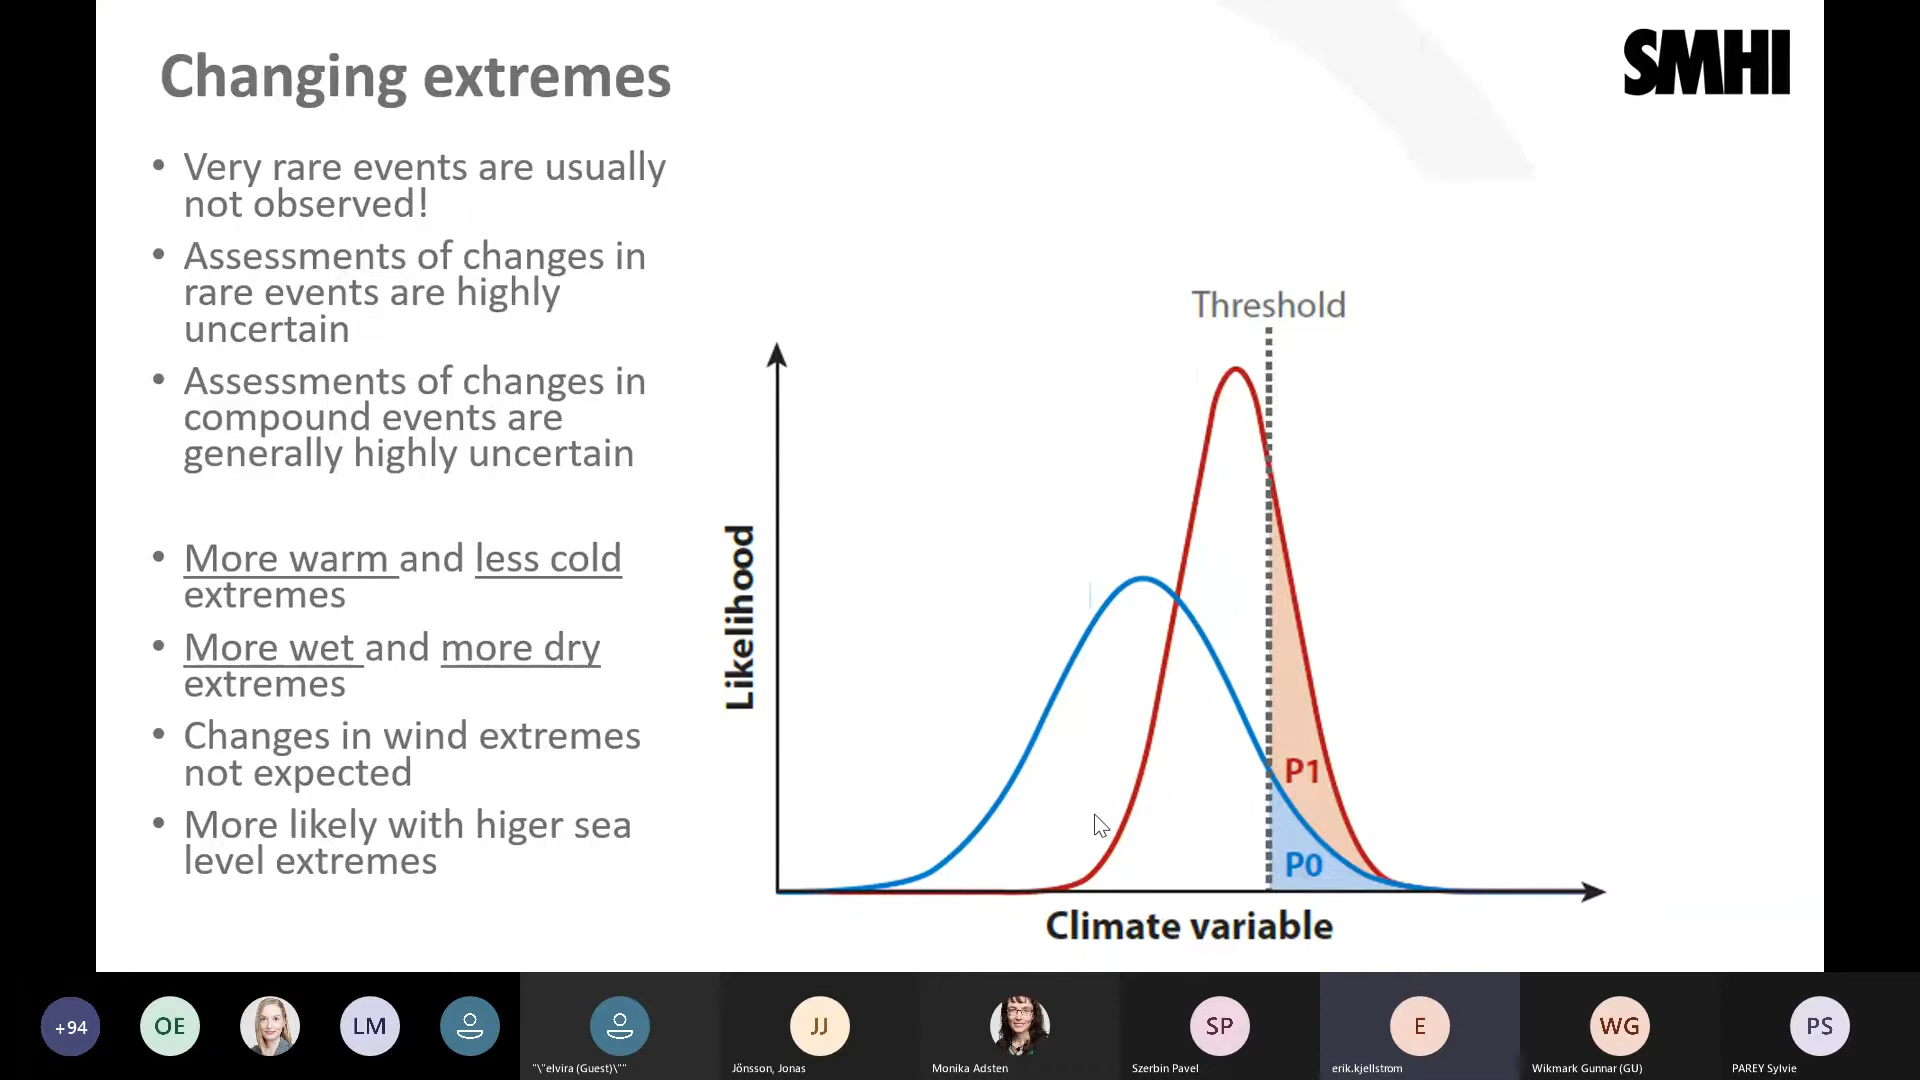 Changing extremes
SMHI
• Very rare events are usually
not observed!
• Assessments of changes in
rare events are highly
uncertain
• Assessments of changes in
compound events are
generally highly uncertain
• More warm and less cold
extremes
• More wet and more dry
extremes
• Changes in wind extremes
not expected
• More likely with higer sea
level extremes
Threshold
Likelihood
P1
P0
Climate variable
+94
OE
LM
JJ
SP
E
WG
PS
"\"elvira (Guest)\""
Jönsson, Jonas
Monika Adsten
Szerbin Pavel
erik.kjellstrom
Wikmark Gunnar (GU)
PAREY Sylvie